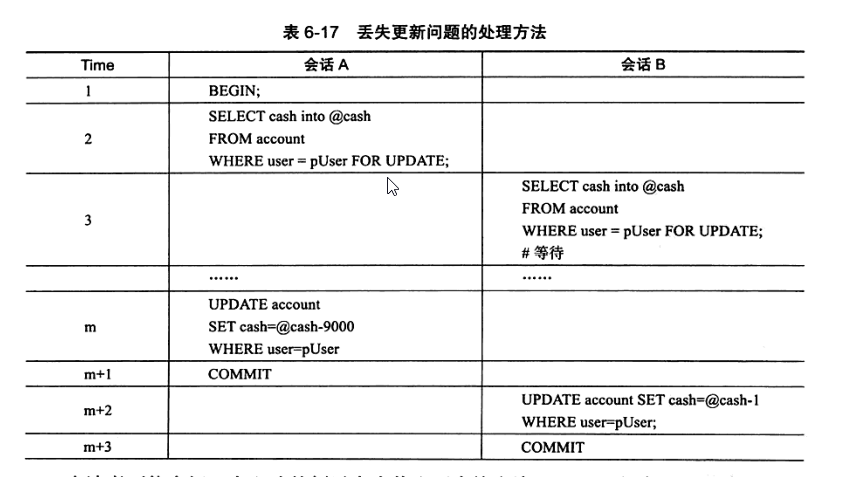 表 6-17 丢失更新问题的处理方法
Time 会话 A 会话 B
1 BEGIN;
SELECT cash into @cash
2 FROM account
WHERE user = pUser FOR UPDATE;
SELECT cash into @cash
FROM account
3 WHERE user = pUser FOR UPDATE;
# 等待
…… ……
UPDATE account
m SET cash=@cash-9000
WHERE user=pUser
m+1 COMMIT
UPDATE account SET cash=@cash-1
m+2 WHERE user=pUser;
m+3 COMMIT